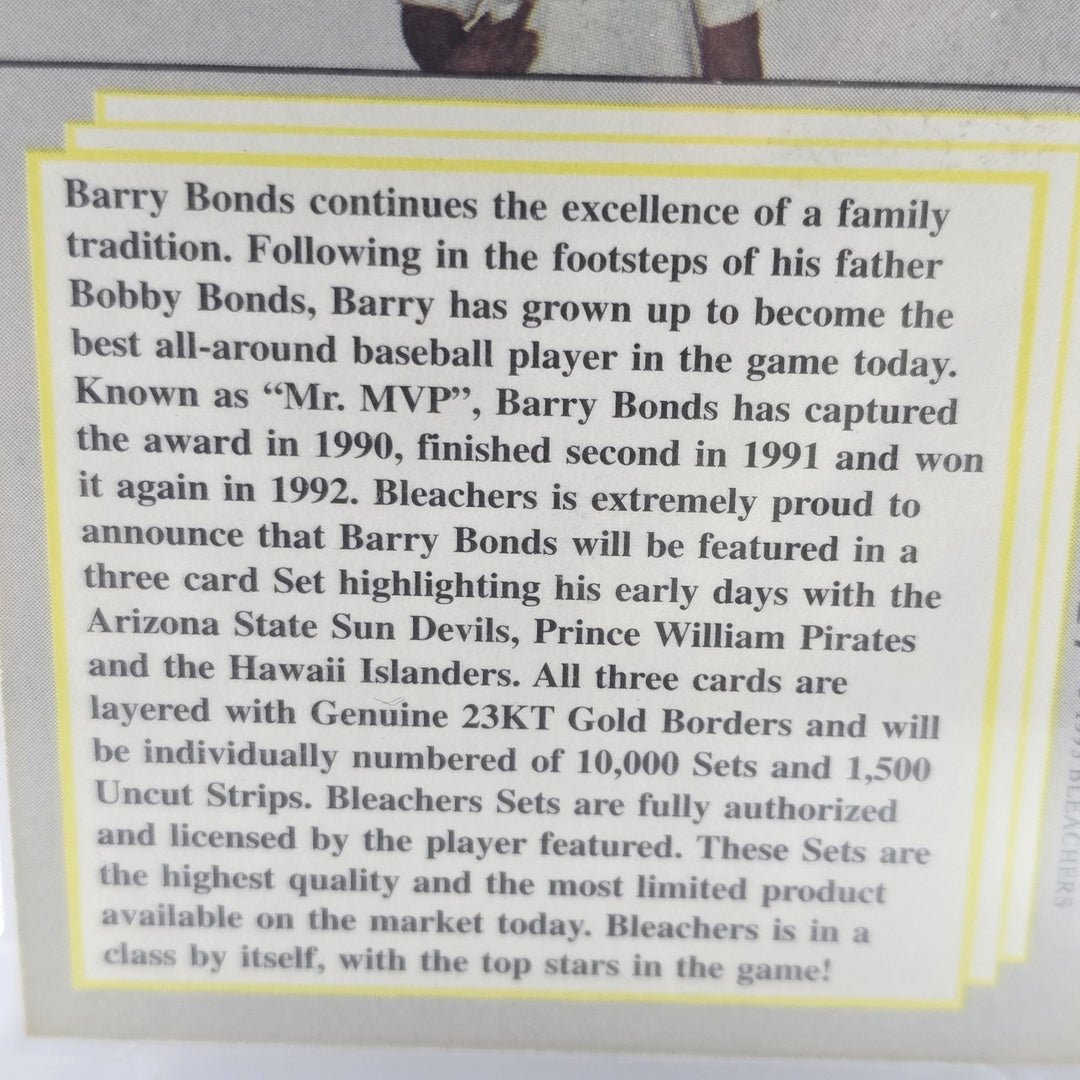 Barry Bonds continues the excellence of a family
tradition. Following in the footsteps of his father
Bobby Bonds, Barry has grown up to become the
best all-around baseball player in the game today.
Known as “Mr. MVP”, Barry Bonds has captured
the award in 1990, finished second in 1991 and won
it again in 1992. Bleachers is extremely proud to
announce that Barry Bonds will be featured in a
three card Set highlighting his early days with the
Arizona State Sun Devils, Prince William Pirates
and the Hawaii Islanders. All three cards are
layered with Genuine 23KT Gold Borders and will
be individually numbered of 10,000 Sets and 1,500
Uncut Strips. Bleachers Sets are fully authorized
and licensed by the player featured. These Sets are
the highest quality and the most limited product
available on the market today. Bleachers is in a
class by itself, with the top stars in the game!
BLEACHERS